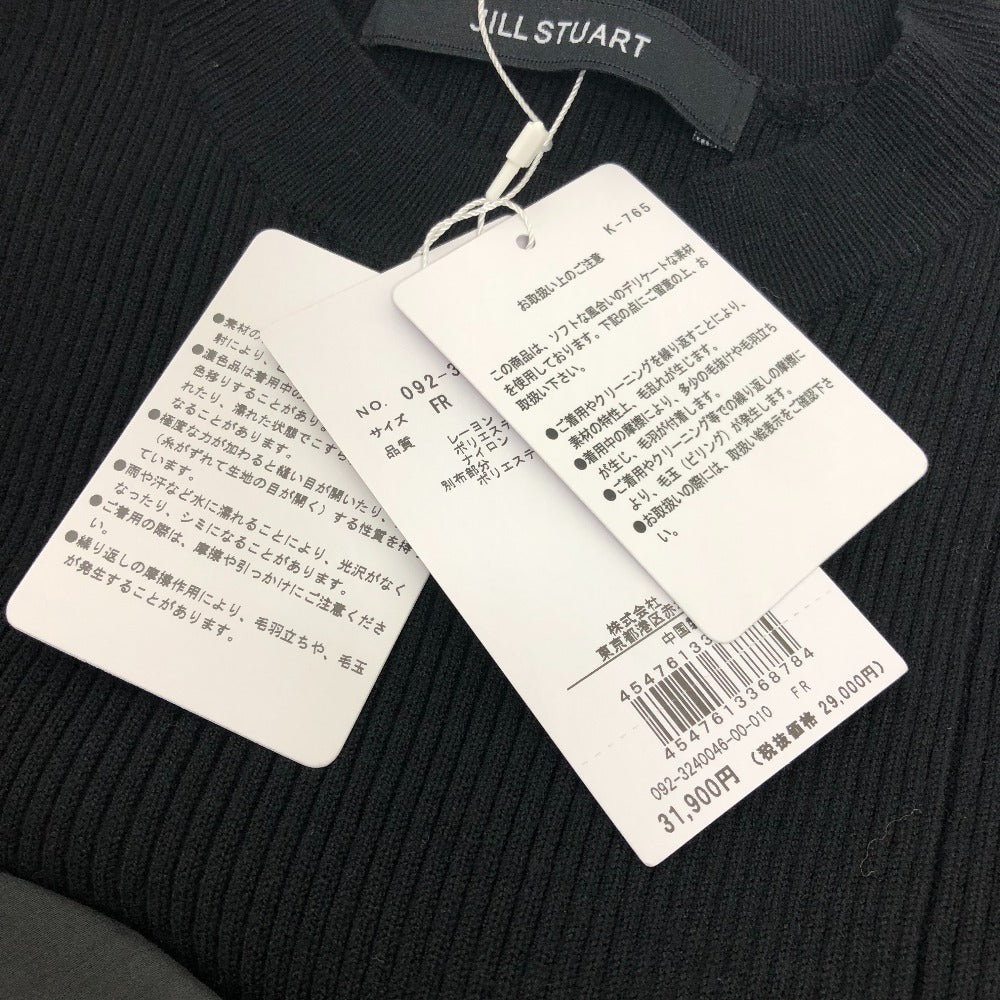 JILL STUART
K-765
お取扱い上のご注意
この商品は、ソフトな風合いのデリケートな素材
を使用しております。下記の点にご留意の上、お
取扱い下さい。
●ご着用やクリーニングを繰り返すことにより、
素材の特性上、毛乱れが生じます。
●着用中の摩擦により、多少の毛抜けや毛羽立ち
が生じ、毛羽が付着します。
●ご着用やクリーニング等での繰り返しの摩擦に
より、毛玉(ピリング)が発生します。
●お取扱いの際には、取扱い絵表示をご確認下さ
い。
NO. 092-3
サイズ FR
品質 レーヨン
ポリエステ
ナイロン
別布部分
ポリエステ
株式会社
東京都港区赤
中国
45476133
4547613368784
092-3240046-00-010 FR
31,900円 (税抜価格 29,000円)
●素材の
射により、
●濃色品は着用中
色移りすることがあり
れたり、濡れた状態でこすら
なることがあります。
●極度な力が加わると縫い目が開いたり、
(糸がずれて生地の目が開く)する性質を持
ています。
●雨や汗など水に濡れることにより、光沢がなく
なったり、シミになることがあります。
●ご着用の際は、摩擦や引っかけにご注意くださ
い。
●繰り返しの摩擦作用により、毛羽立ちや、毛玉
が発生することがあります。